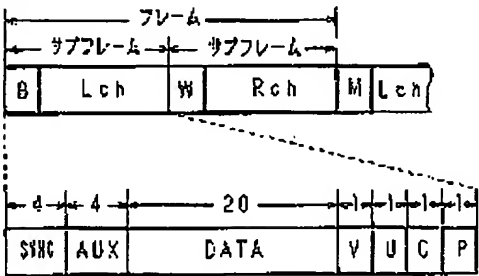 フレーム
サブフレーム サブフレーム
B Lch W Rch M Lch
4 4 20 1 1 1 1
SYNC AUX DATA V U C P